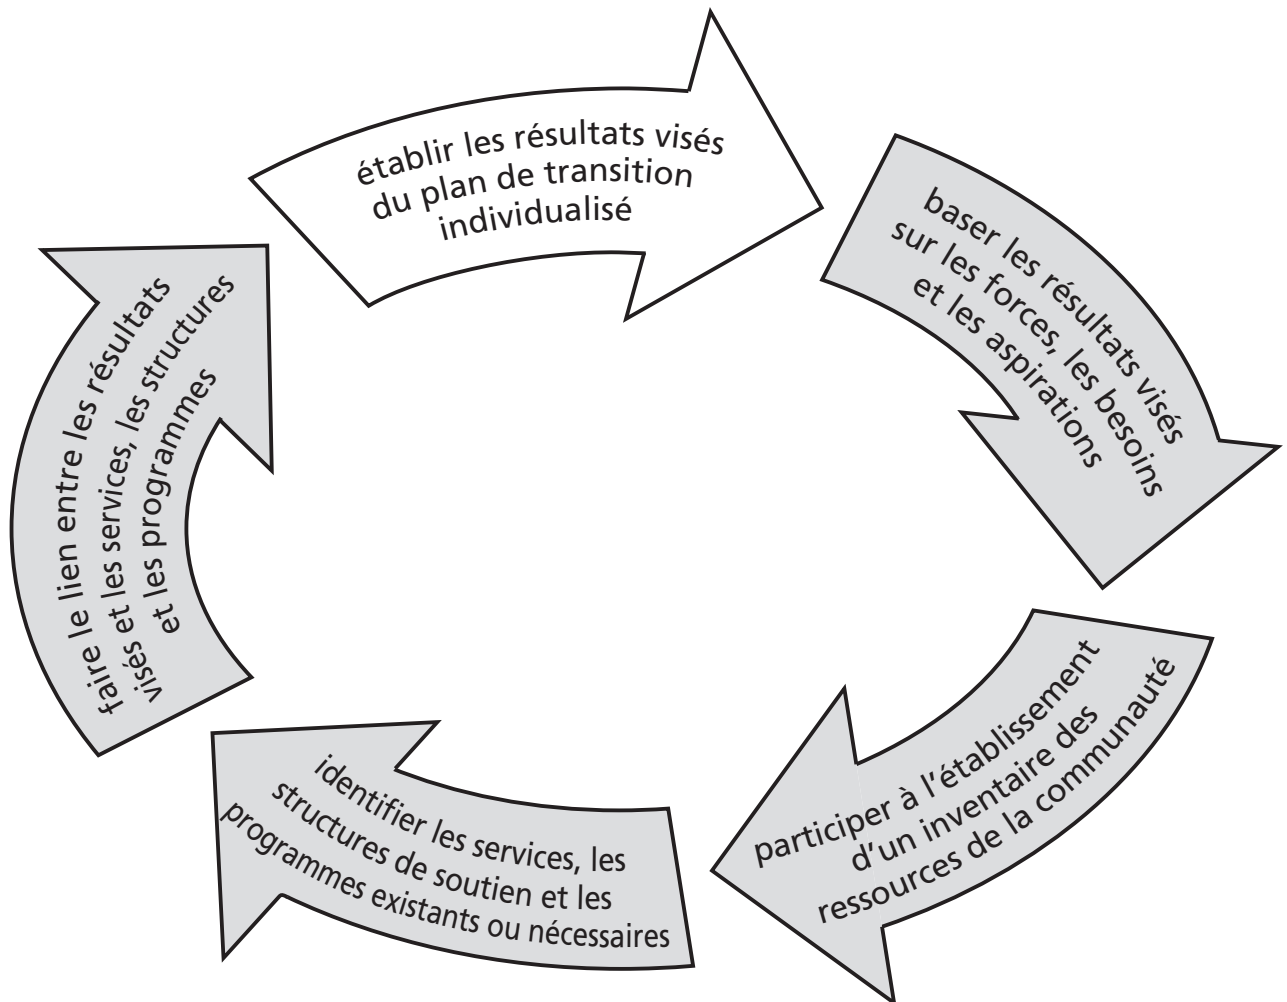 établir les résultats visés
du plan de transition
individualisé
baser les résultats visés
sur les forces, les besoins
et les aspirations
participer à l'établissement
d'un inventaire des
ressources de la communauté
identifier les services, les
structures de soutien et les
programmes existants ou nécessaires
faire le lien entre les résultats
visés et les services, les structures
et les programmes